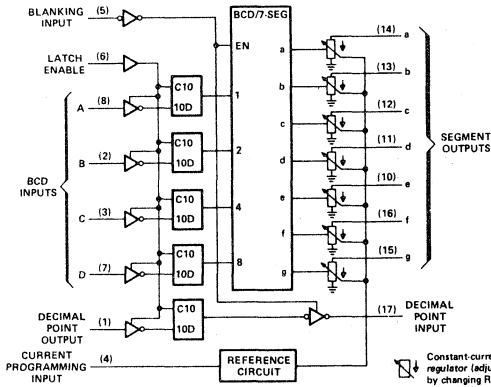 BLANKING INPUT (5)
LATCH ENABLE (6)
BCD INPUTS
A (8)
B (2)
C (3)
D (7)
DECIMAL POINT OUTPUT (1)
CURRENT PROGRAMMING INPUT (4)
C10
10D
C10
10D
C10
10D
C10
10D
C10
10D
BCD/7-SEG
EN
1
2
4
8
a
b
c
d
e
f
g
REFERENCE CIRCUIT
(14) a
(13) b
(12) c
(11) d
(10) e
(16) f
(15) g
SEGMENT OUTPUTS
(17) DECIMAL POINT INPUT
Constant-curr
regulator (adju
by changing R